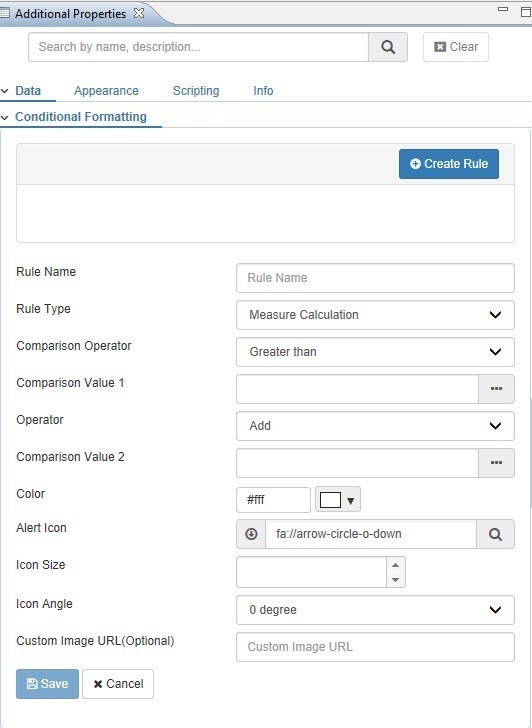 Additional Properties
Search by name, description...
Clear
Data Appearance Scripting Info
Conditional Formatting
Create Rule
Rule Name Rule Name
Rule Type Measure Calculation
Comparison Operator Greater than
Comparison Value 1 ...
Operator Add
Comparison Value 2 ...
Color #fff
Alert Icon fa://arrow-circle-o-down
Icon Size
Icon Angle 0 degree
Custom Image URL(Optional) Custom Image URL
Save Cancel